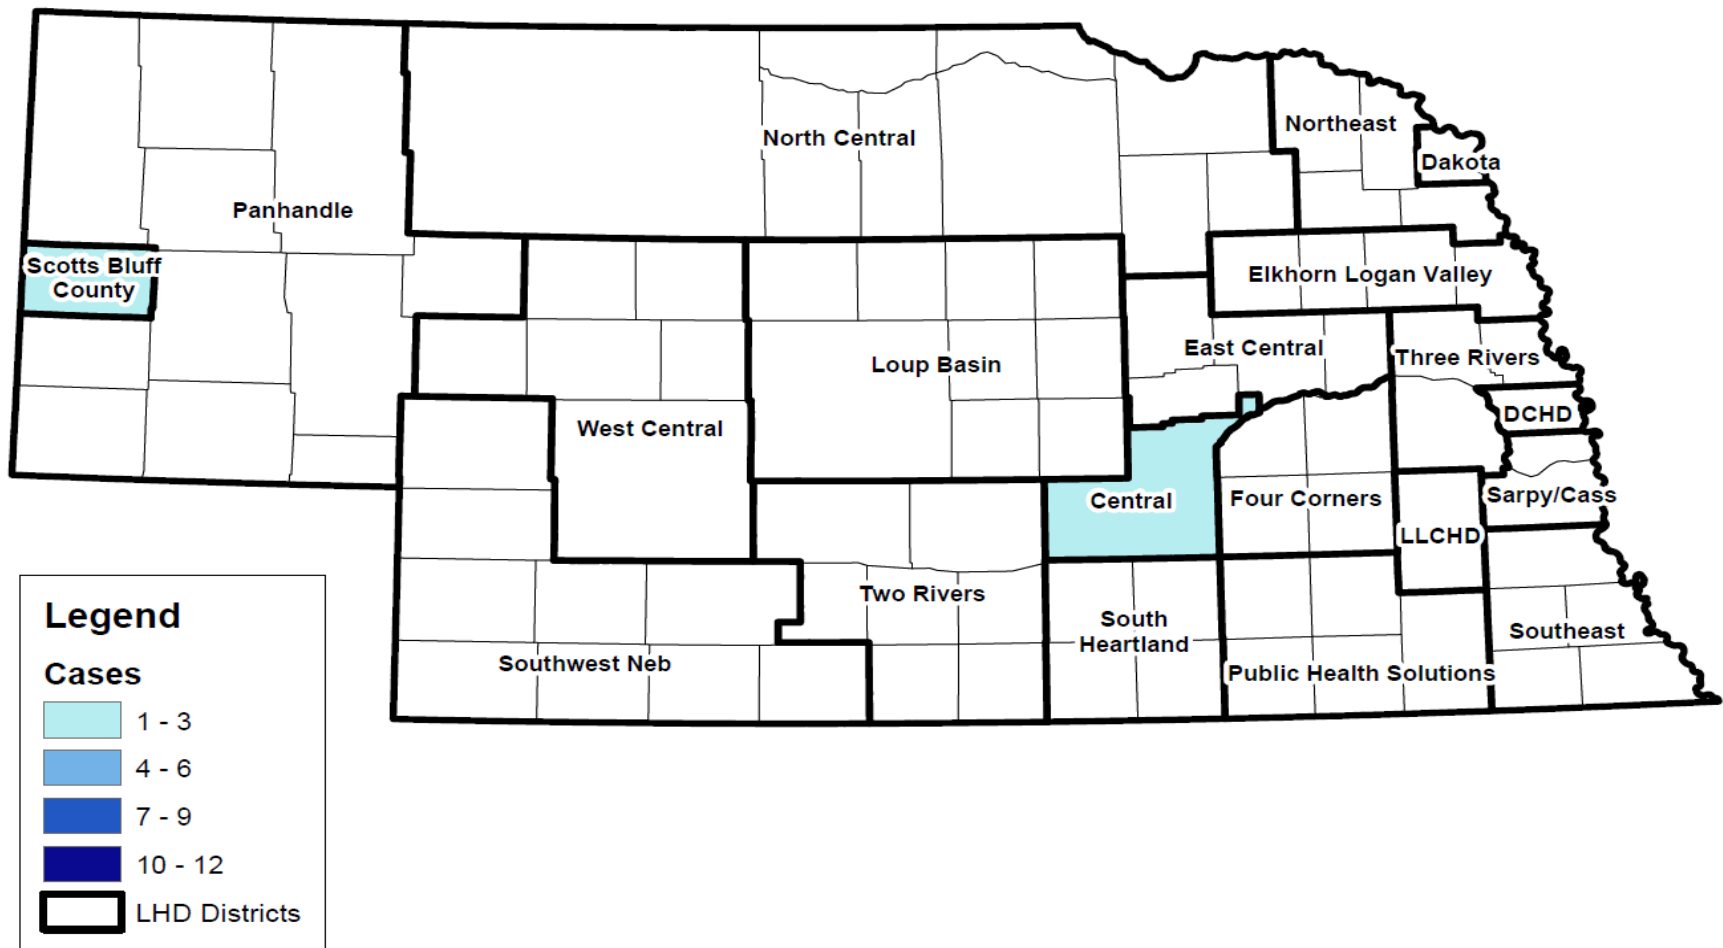 North Central
Northeast
Dakota
Panhandle
Scotts Bluff
County
Elkhorn Logan Valley
East Central
Three Rivers
Loup Basin
DCHD
West Central
Central
Four Corners
Sarpy/Cass
LLCHD
Two Rivers
South
Heartland
Southeast
Southwest Neb
Public Health Solutions
Legend
Cases
1 - 3
4 - 6
7 - 9
10 - 12
LHD Districts